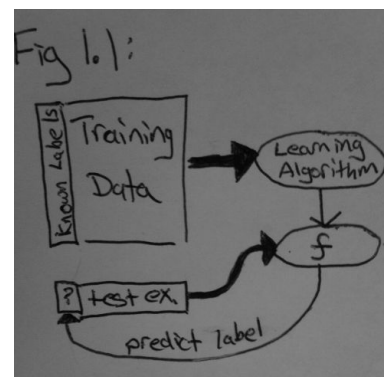 Fig 1.1:
Known Labels
Training
Data
Learning
Algorithm
f
? test ex.
predict label